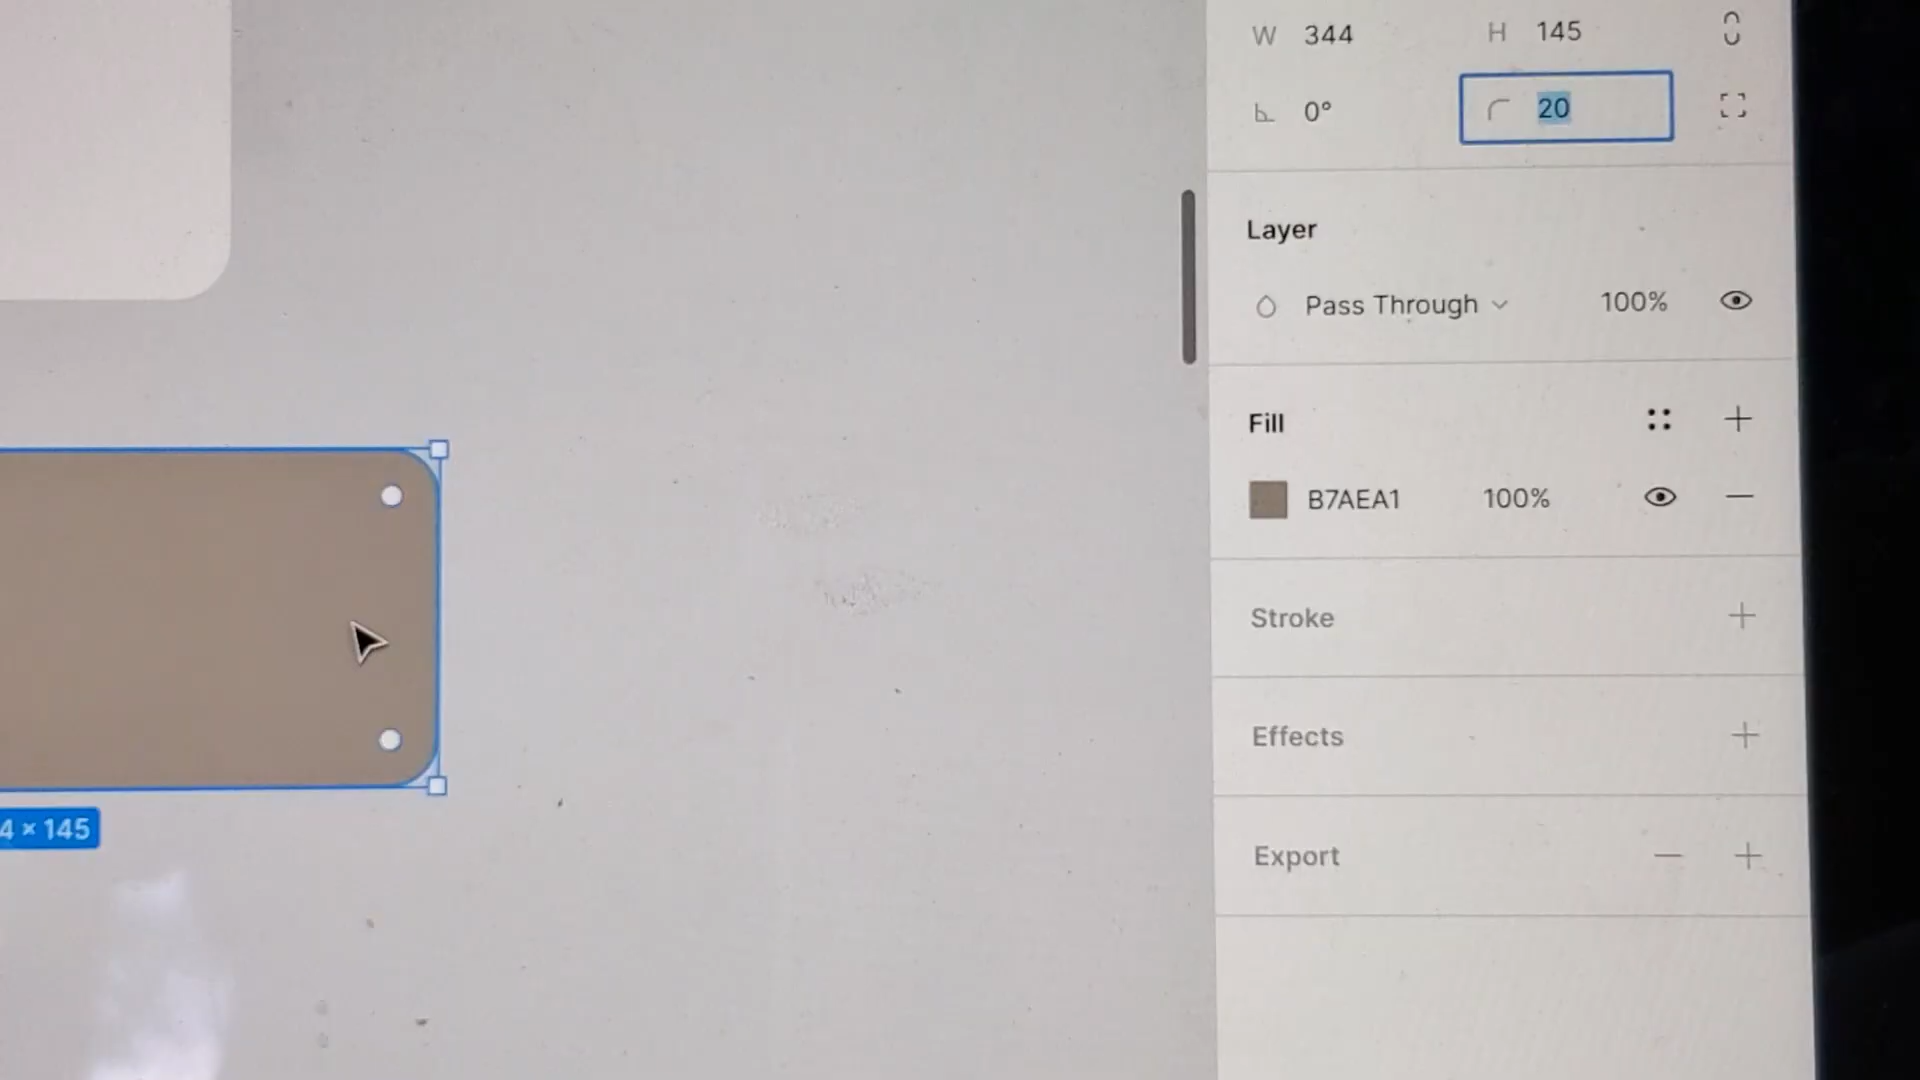 W 344 H 145
0° 20
Layer
Pass Through 100%
Fill
B7AEA1 100%
Stroke
4 × 145
Effects
Export